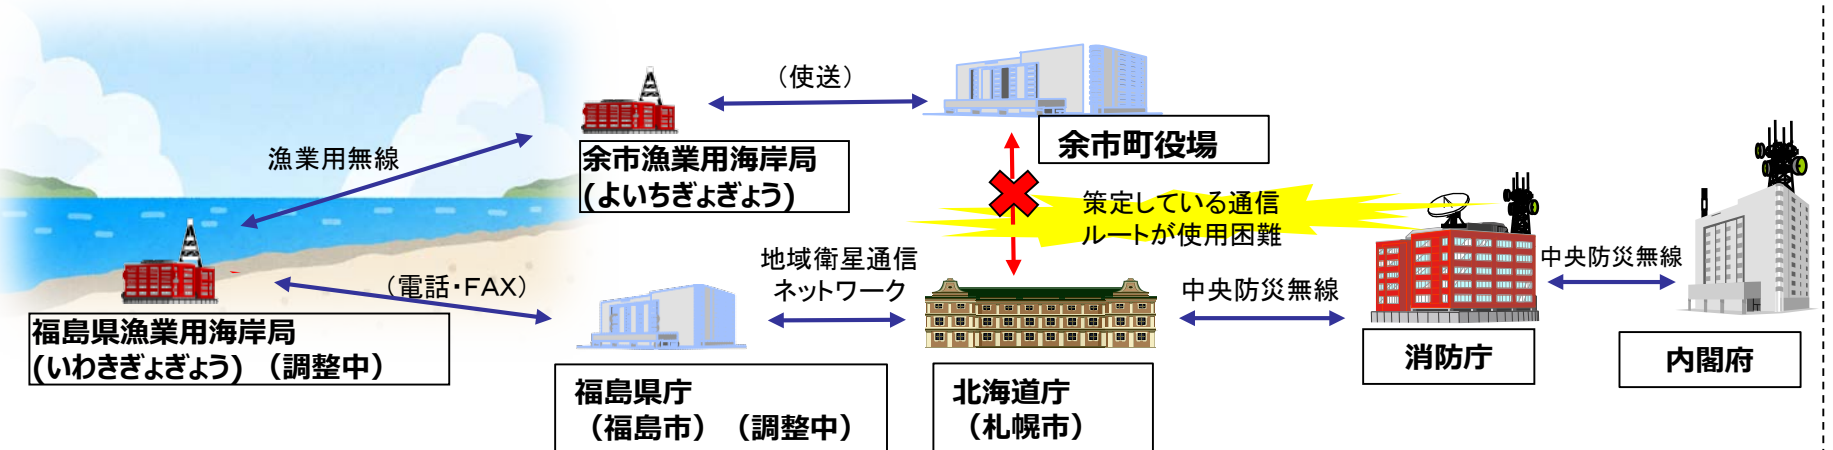 （使送）
余市町役場
漁業用無線
余市漁業用海岸局
(よいちぎょぎょう)
策定している通信
ルートが使用困難
地域衛星通信
ネットワーク
中央防災無線
中央防災無線
（電話・FAX）
福島県漁業用海岸局
(いわきぎょぎょう)　（調整中）
福島県庁
（福島市）　（調整中）
北海道庁
（札幌市）
消防庁
内閣府